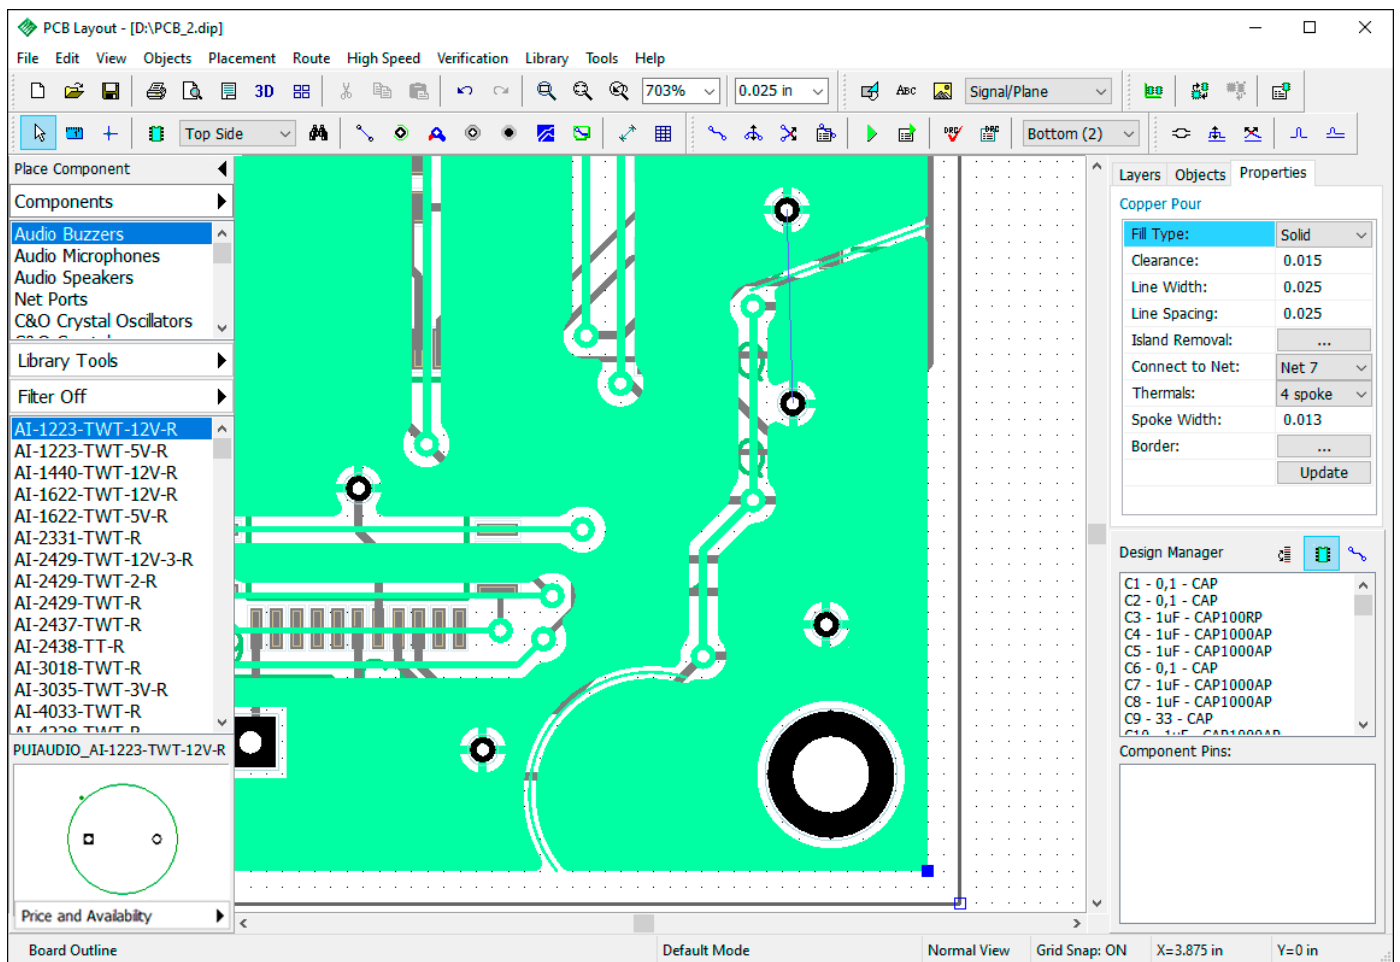 PCB Layout - [D:\PCB_2.dip]
File Edit View Objects Placement Route High Speed Verification Library Tools Help
3D 703% 0.025 in ABC Signal/Plane
Top Side DRC DRC Bottom (2)
Place Component
Components
Audio Buzzers
Audio Microphones
Audio Speakers
Net Ports
C&O Crystal Oscillators
Library Tools
Filter Off
AI-1223-TWT-12V-R
AI-1223-TWT-5V-R
AI-1440-TWT-12V-R
AI-1622-TWT-12V-R
AI-1622-TWT-5V-R
AI-2331-TWT-R
AI-2429-TWT-12V-3-R
AI-2429-TWT-2-R
AI-2429-TWT-R
AI-2437-TWT-R
AI-2438-TT-R
AI-3018-TWT-R
AI-3035-TWT-3V-R
AI-4033-TWT-R
PUIAUDIO_AI-1223-TWT-12V-R
Price and Availability
Layers Objects Properties
Copper Pour
Fill Type: Solid
Clearance: 0.015
Line Width: 0.025
Line Spacing: 0.025
Island Removal: ...
Connect to Net: Net 7
Thermals: 4 spoke
Spoke Width: 0.013
Border: ...
Update
Design Manager
C1 - 0,1 - CAP
C2 - 0,1 - CAP
C3 - 1uF - CAP100RP
C4 - 1uF - CAP1000AP
C5 - 1uF - CAP1000AP
C6 - 0,1 - CAP
C7 - 1uF - CAP1000AP
C8 - 1uF - CAP1000AP
C9 - 33 - CAP
C10 - 1uF - CAP1000AP
Component Pins:
Board Outline Default Mode Normal View Grid Snap: ON X=3.875 in Y=0 in